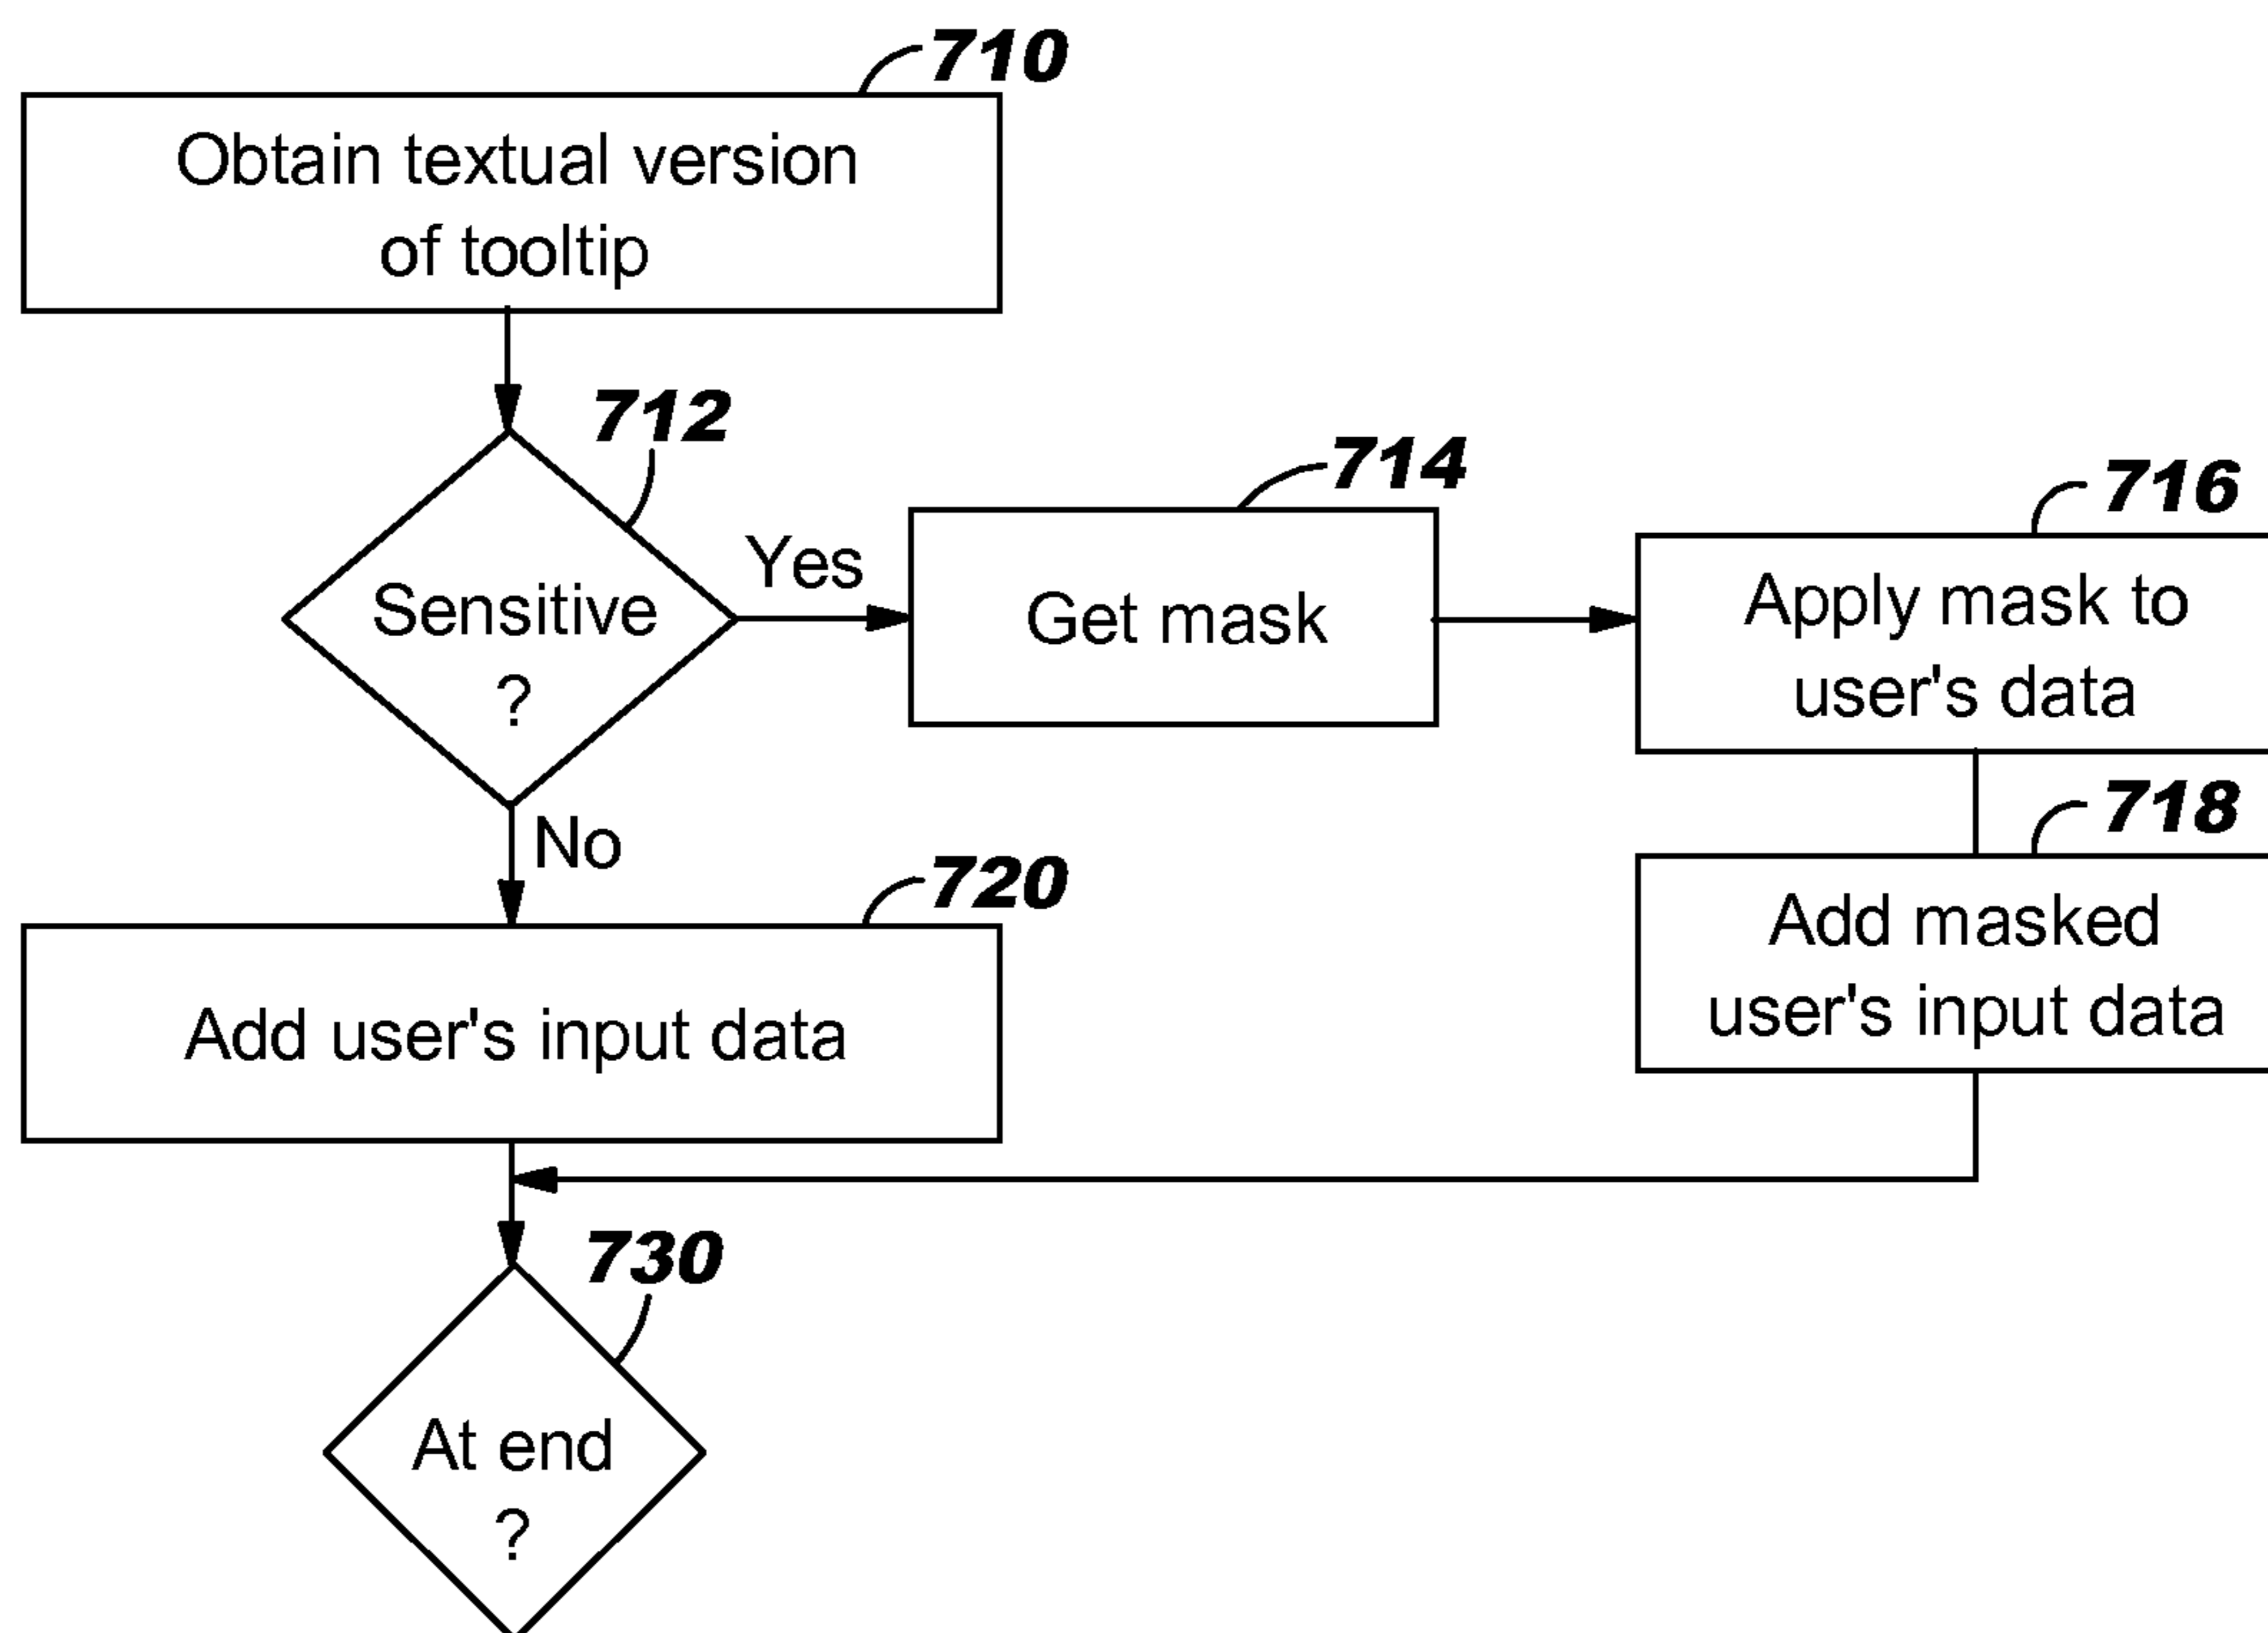 710
Obtain textual version
of tooltip
712
Sensitive
?
Yes
714
Get mask
716
Apply mask to
user's data
No
718
Add masked
user's input data
720
Add user's input data
730
At end
?